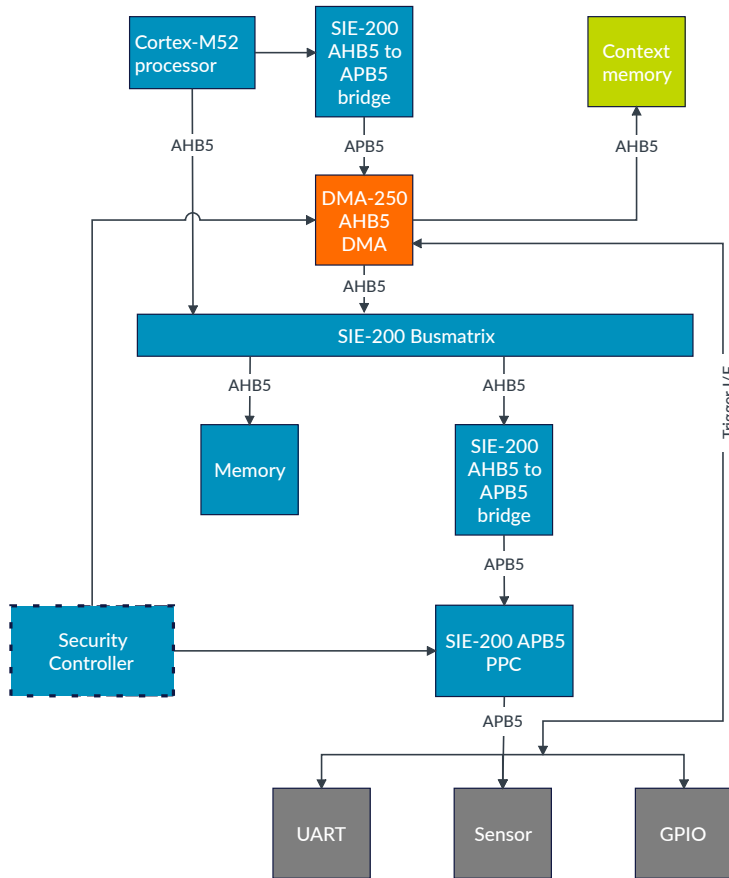 Cortex-M52
processor
SIE-200
AHB5 to
APB5
bridge
Context
memory
AHB5
APB5
AHB5
DMA-250
AHB5
DMA
AHB5
SIE-200 Busmatrix
AHB5
AHB5
Trigger I/F
Memory
SIE-200
AHB5 to
APB5
bridge
APB5
Security
Controller
SIE-200 APB5
PPC
APB5
UART
Sensor
GPIO